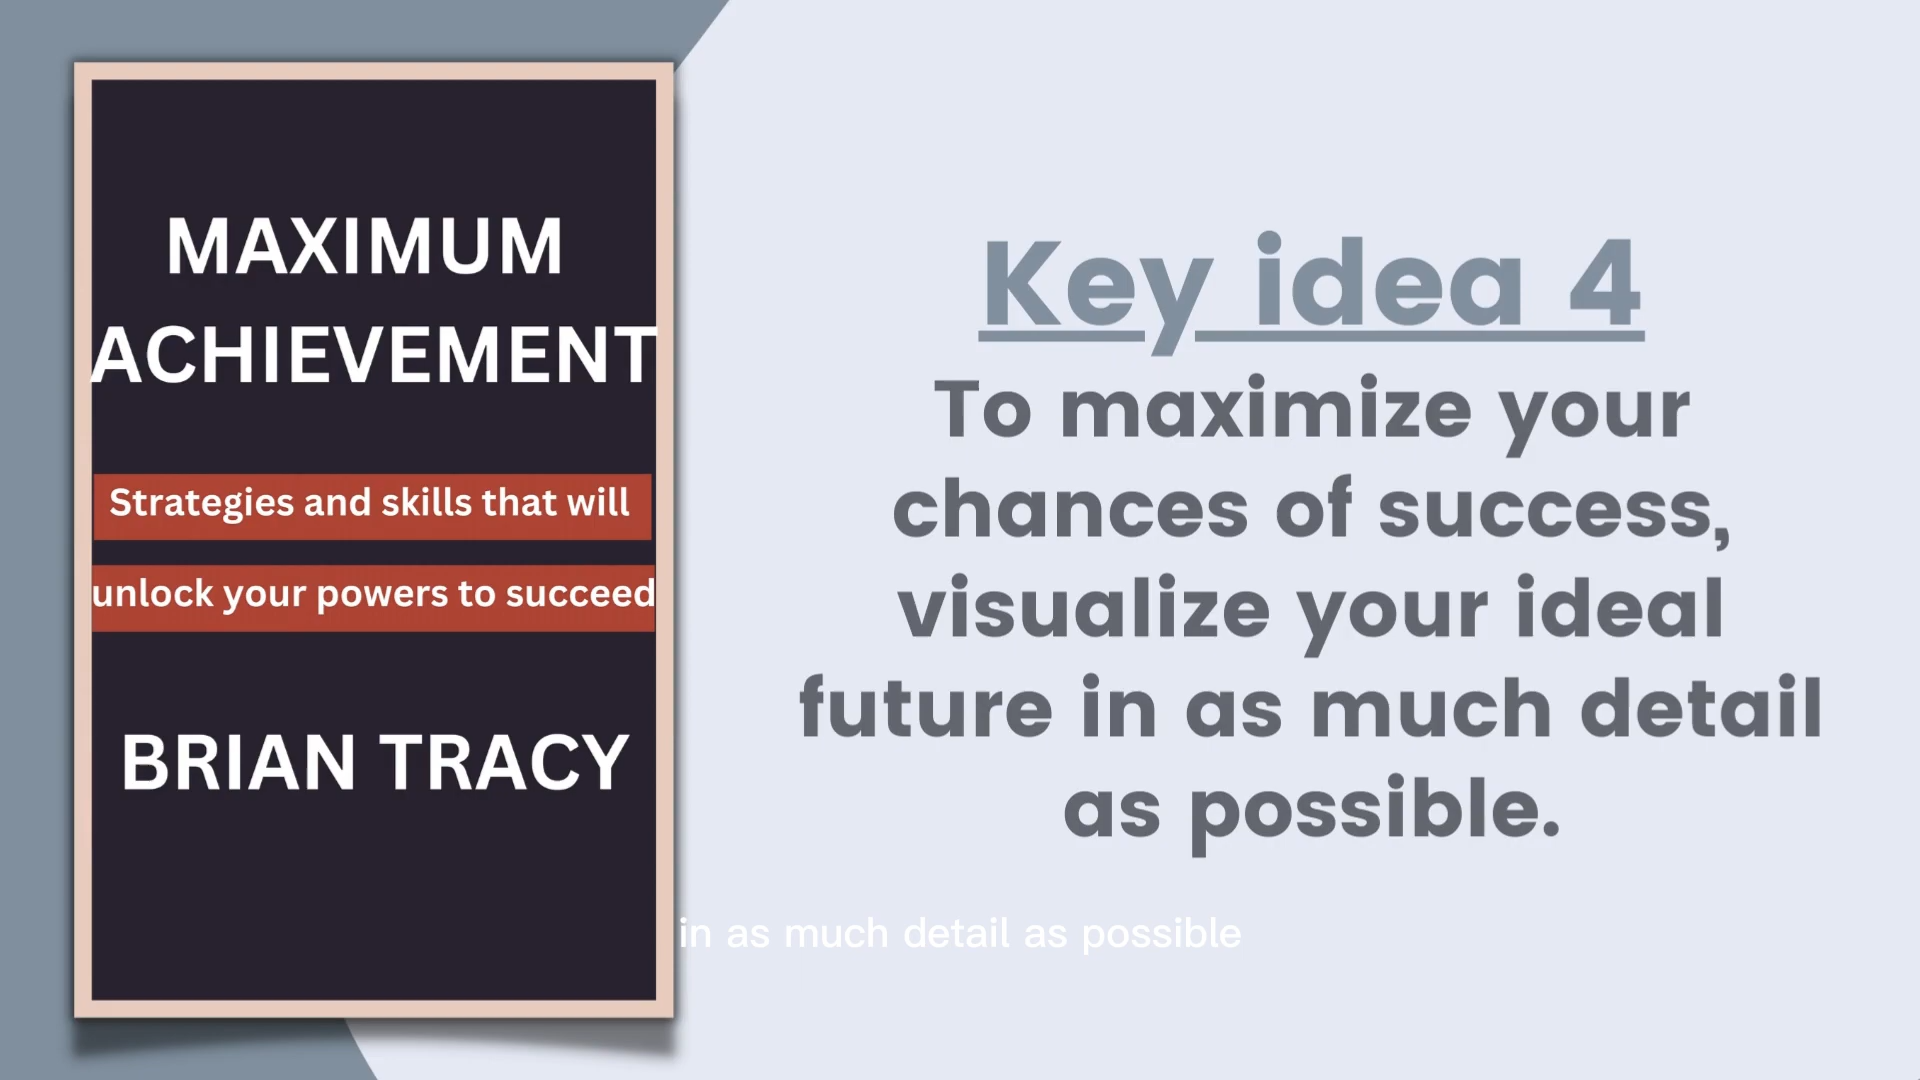 MAXIMUM
ACHIEVEMENT
Strategies and skills that will
unlock your powers to succeed
BRIAN TRACY
Key idea 4
To maximize your
chances of success,
visualize your ideal
future in as much detail
as possible.
in as much detail as possible